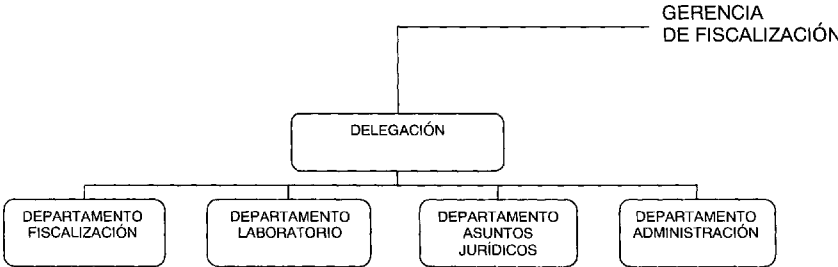 GERENCIA
DE FISCALIZACIÓN
DELEGACIÓN
DEPARTAMENTO
FISCALIZACIÓN
DEPARTAMENTO
LABORATORIO
DEPARTAMENTO
ASUNTOS
JURÍDICOS
DEPARTAMENTO
ADMINISTRACIÓN